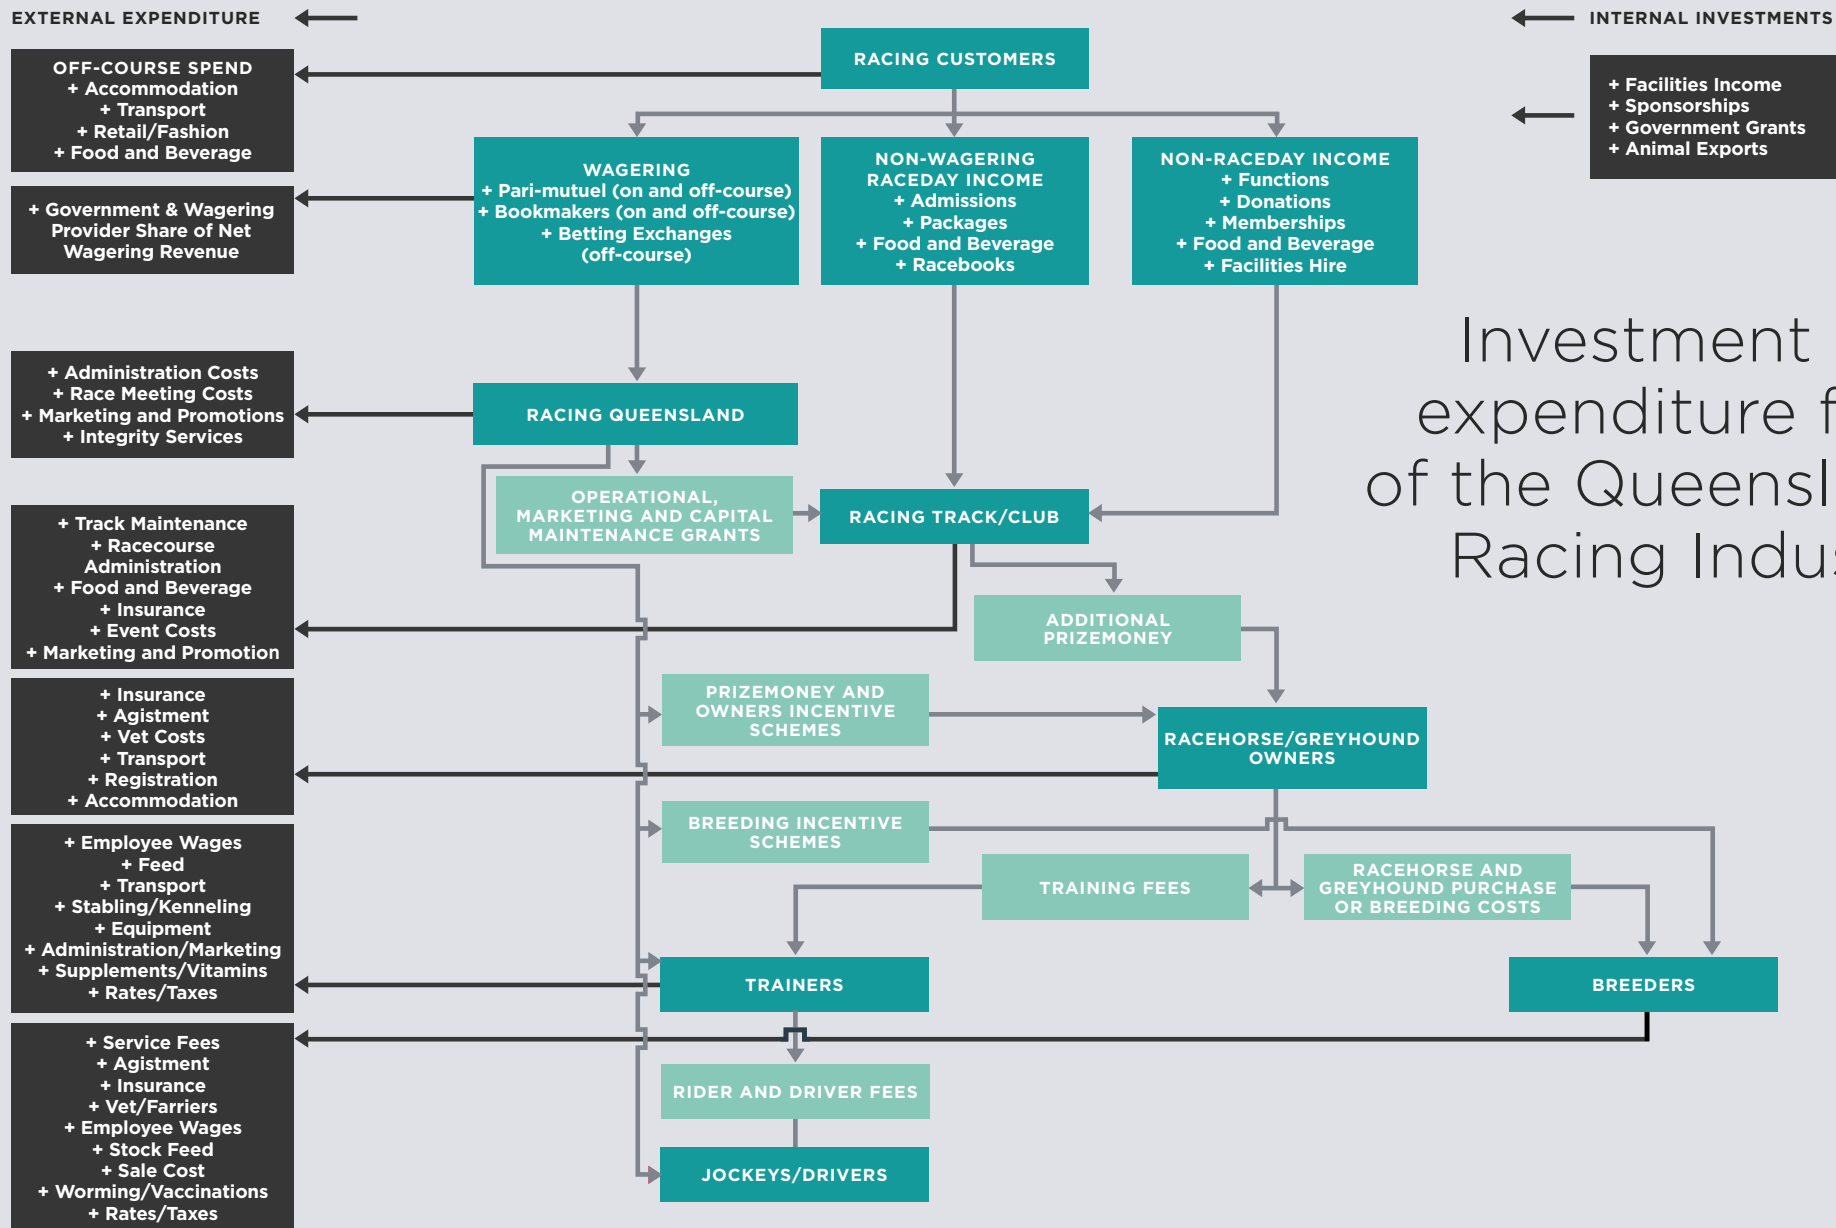 EXTERNAL EXPENDITURE
INTERNAL INVESTMENTS
OFF-COURSE SPEND
+ Accommodation
+ Transport
+ Retail/Fashion
+ Food and Beverage
RACING CUSTOMERS
+ Facilities Income
+ Sponsorships
+ Government Grants
+ Animal Exports
+ Government & Wagering
Provider Share of Net
Wagering Revenue
WAGERING
+ Pari-mutuel (on and off-course)
+ Bookmakers (on and off-course)
+ Betting Exchanges
(off-course)
NON-WAGERING
RACEDAY INCOME
+ Admissions
+ Packages
+ Food and Beverage
+ Racebooks
NON-RACEDAY INCOME
+ Functions
+ Donations
+ Memberships
+ Food and Beverage
+ Facilities Hire
Investment
expenditure f
of the Queensl
Racing Indus
+ Administration Costs
+ Race Meeting Costs
+ Marketing and Promotions
+ Integrity Services
RACING QUEENSLAND
OPERATIONAL,
MARKETING AND CAPITAL
MAINTENANCE GRANTS
RACING TRACK/CLUB
+ Track Maintenance
+ Racecourse
Administration
+ Food and Beverage
+ Insurance
+ Event Costs
+ Marketing and Promotion
ADDITIONAL
PRIZEMONEY
+ Insurance
+ Agistment
+ Vet Costs
+ Transport
+ Registration
+ Accommodation
PRIZEMONEY AND
OWNERS INCENTIVE
SCHEMES
RACEHORSE/GREYHOUND
OWNERS
+ Employee Wages
+ Feed
+ Transport
+ Stabling/Kenneling
+ Equipment
+ Administration/Marketing
+ Supplements/Vitamins
+ Rates/Taxes
BREEDING INCENTIVE
SCHEMES
TRAINING FEES
RACEHORSE AND
GREYHOUND PURCHASE
OR BREEDING COSTS
TRAINERS
BREEDERS
+ Service Fees
+ Agistment
+ Insurance
+ Vet/Farriers
+ Employee Wages
+ Stock Feed
+ Sale Cost
+ Worming/Vaccinations
+ Rates/Taxes
RIDER AND DRIVER FEES
JOCKEYS/DRIVERS